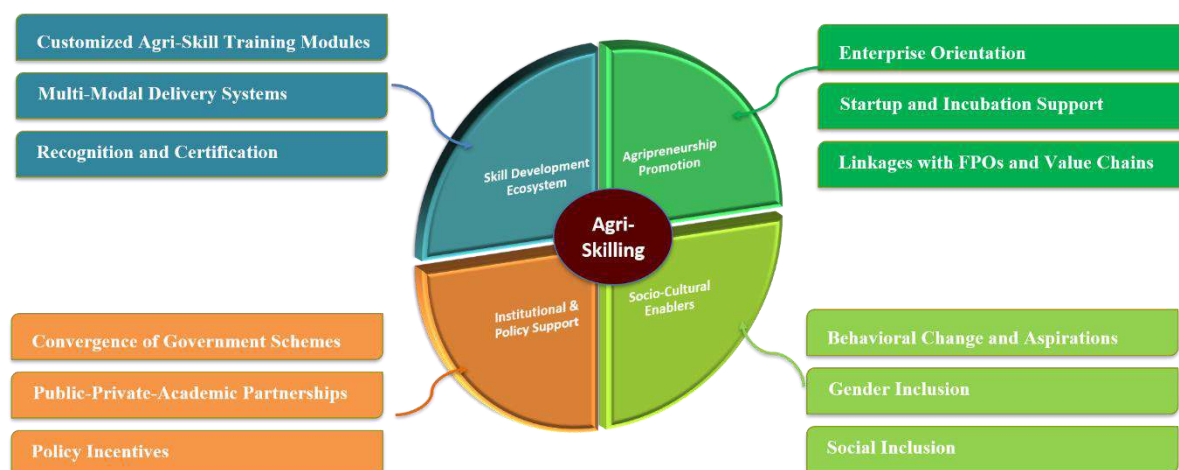 Customized Agri-Skill Training Modules
Multi-Modal Delivery Systems
Recognition and Certification
Enterprise Orientation
Startup and Incubation Support
Linkages with FPOs and Value Chains
Skill Development
Ecosystem
Agripreneurship
Promotion
Agri-
Skilling
Institutional &
Policy Support
Socio-Cultural
Enablers
Convergence of Government Schemes
Public-Private-Academic Partnerships
Policy Incentives
Behavioral Change and Aspirations
Gender Inclusion
Social Inclusion